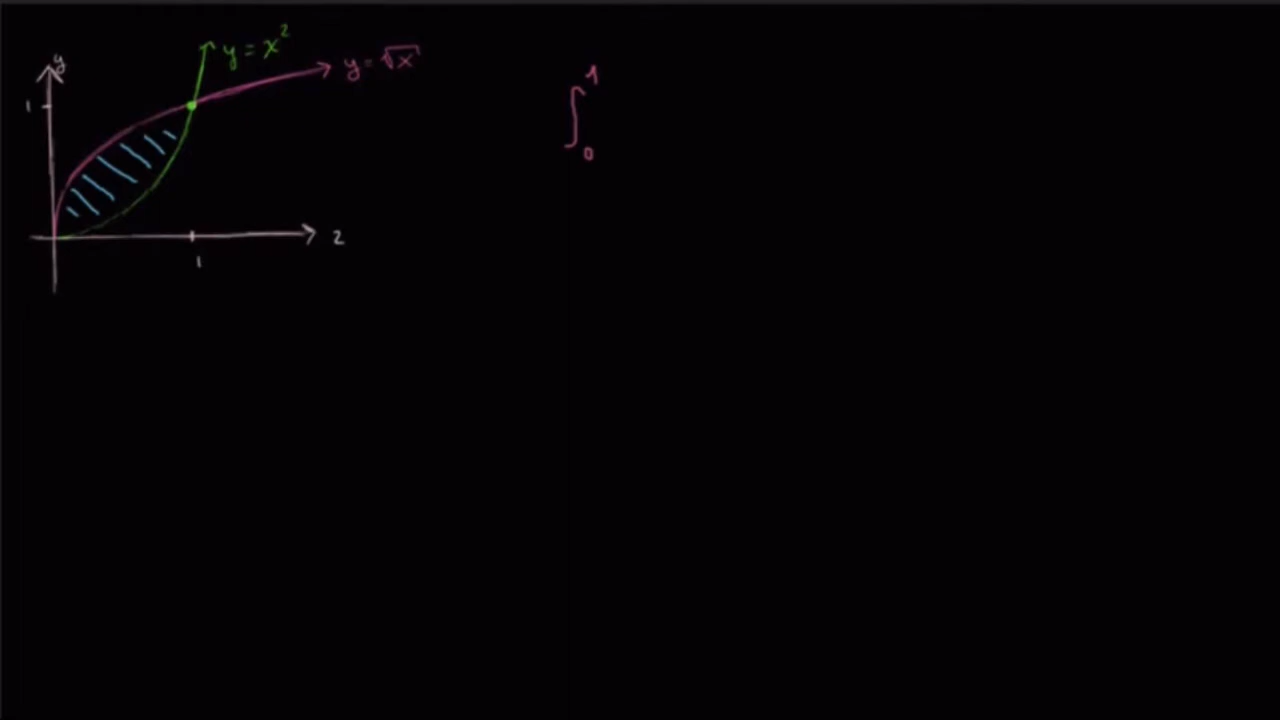 y = x²
y = √x
y
1
2
1
∫₀¹